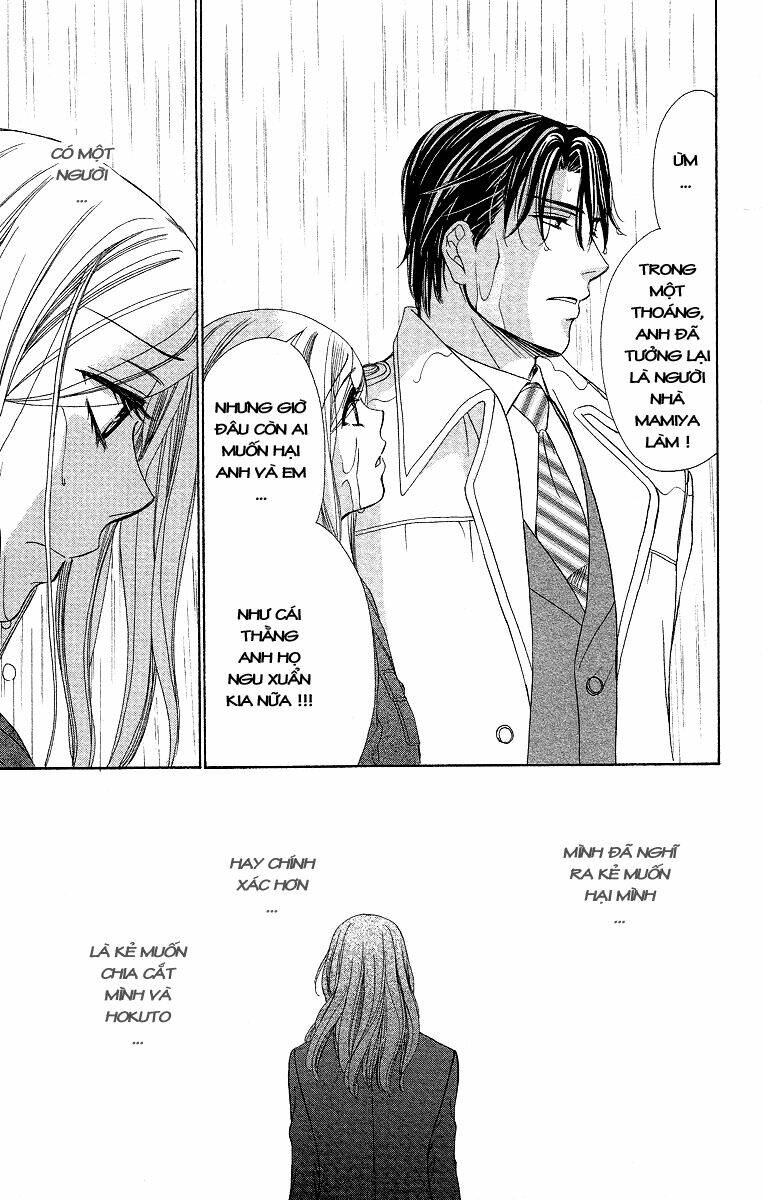 ỪM
...
TRONG
MỘT
THOÁNG,
ANH ĐÃ
TƯỞNG LẠI
LÀ NGƯỜI
NHÀ
MAMIYA
LÀM !
NHƯNG GIỜ
ĐÂU CÒN AI
MUỐN HẠI
ANH VÀ EM
...
NHƯ CÁI
THẰNG
ANH HỌ
NGU XUẨN
KIA NỮA !!!
CÓ MỘT
NGƯỜI
...
MÌNH ĐÃ NGHĨ
RA KẺ MUỐN
HẠI MÌNH
...
HAY CHÍNH
XÁC HƠN
...
LÀ KẺ MUỐN
CHIA CẮT
MÌNH VÀ
HOKUTO
...